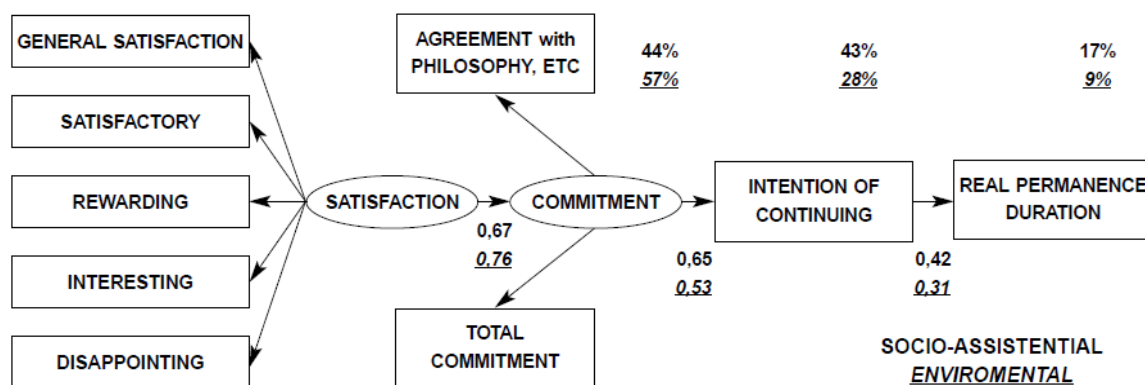 GENERAL SATISFACTION
SATISFACTORY
REWARDING
INTERESTING
DISAPPOINTING
SATISFACTION
0,67
0,76
AGREEMENT with
PHILOSOPHY, ETC
COMMITMENT
TOTAL
COMMITMENT
44%
57%
43%
28%
17%
9%
0,65
0,53
INTENTION OF
CONTINUING
0,42
0,31
REAL PERMANENCE
DURATION
SOCIO-ASSISTENTIAL
ENVIROMENTAL